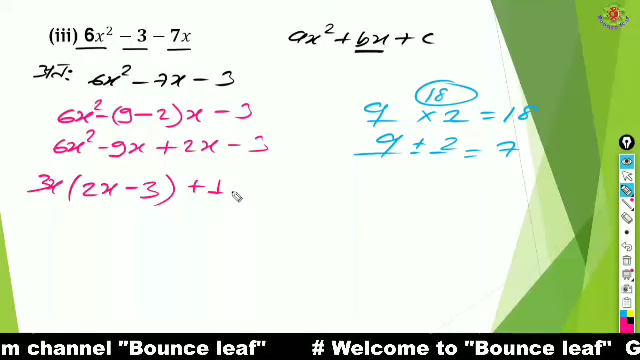 (iii) 6x² − 3 − 7x
ax² + bx + c
अतः 6x² − 7x − 3
6x² − (9 − 2)x − 3
6x² − 9x + 2x − 3
3x(2x − 3) + 1
18
9 × 2 = 18
9 ± 2 = 7
m channel "Bounce leaf" # Welcome to "Bounce leaf" G